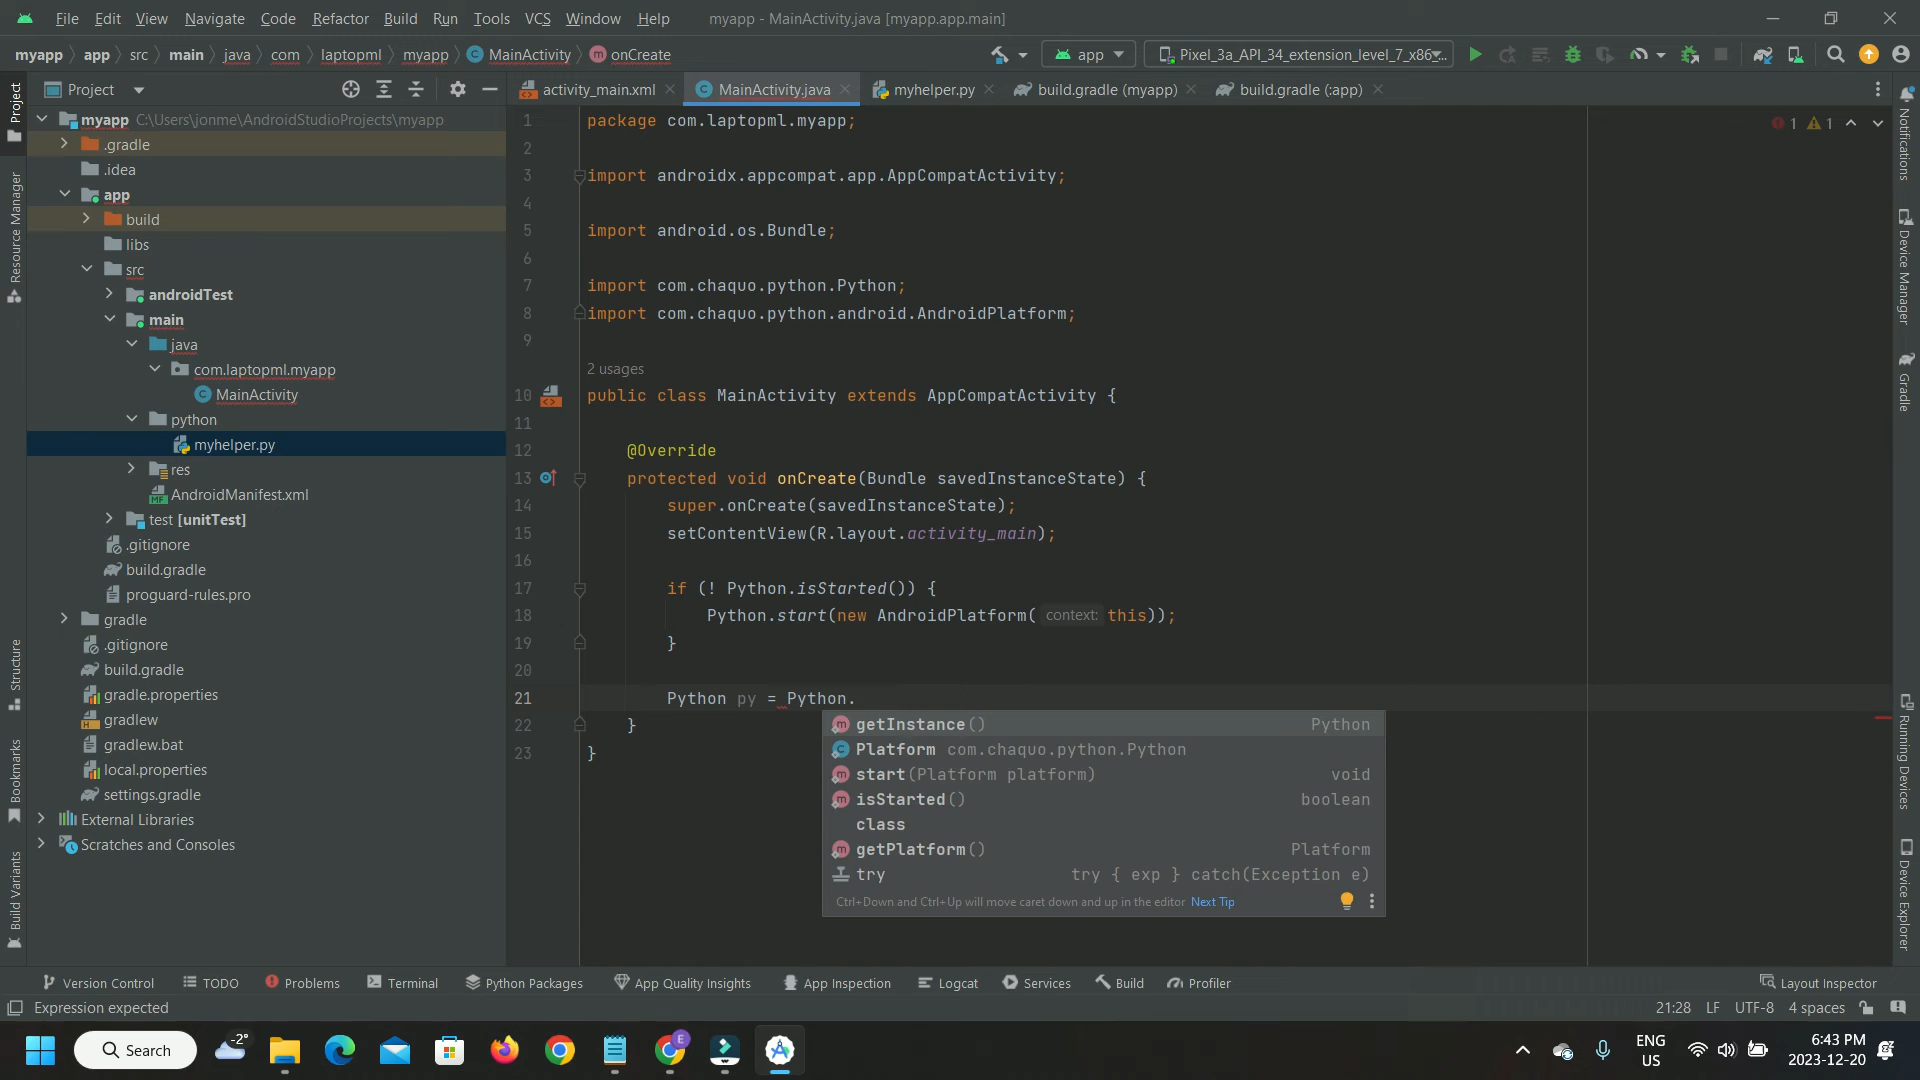 File Edit View Navigate Code Refactor Build Run Tools VCS Window Help myapp - MainActivity.java [myapp.app.main]
myapp app src main java com laptopml myapp MainActivity onCreate app Pixel_3a_API_34_extension_level_7_x86...
Project
activity_main.xml MainActivity.java myhelper.py build.gradle (myapp) build.gradle (:app)
Project
Resource Manager
Structure
Bookmarks
Build Variants
myapp C:\Users\jonme\AndroidStudioProjects\myapp
.gradle
.idea
app
build
libs
src
androidTest
main
java
com.laptopml.myapp
MainActivity
python
myhelper.py
res
AndroidManifest.xml
test [unitTest]
.gitignore
build.gradle
proguard-rules.pro
gradle
.gitignore
build.gradle
gradle.properties
gradlew
gradlew.bat
local.properties
settings.gradle
External Libraries
Scratches and Consoles
1 package com.laptopml.myapp;
1 1
2
3 import androidx.appcompat.app.AppCompatActivity;
4
5 import android.os.Bundle;
6
7 import com.chaquo.python.Python;
8 import com.chaquo.python.android.AndroidPlatform;
9
2 usages
10 public class MainActivity extends AppCompatActivity {
11
12 @Override
13 protected void onCreate(Bundle savedInstanceState) {
14 super.onCreate(savedInstanceState);
15 setContentView(R.layout.activity_main);
16
17 if (! Python.isStarted()) {
18 Python.start(new AndroidPlatform( context: this));
19 }
20
21 Python py = Python.
22 }
23 }
getInstance() Python
Platform com.chaquo.python.Python
start(Platform platform) void
isStarted() boolean
class
getPlatform() Platform
try try { exp } catch(Exception e)
Ctrl+Down and Ctrl+Up will move caret down and up in the editor Next Tip
Notifications
Device Manager
Gradle
Running Devices
Device Explorer
Version Control TODO Problems Terminal Python Packages App Quality Insights App Inspection Logcat Services Build Profiler Layout Inspector
Expression expected 21:28 LF UTF-8 4 spaces
Search -2° E ENG US 6:43 PM 2023-12-20